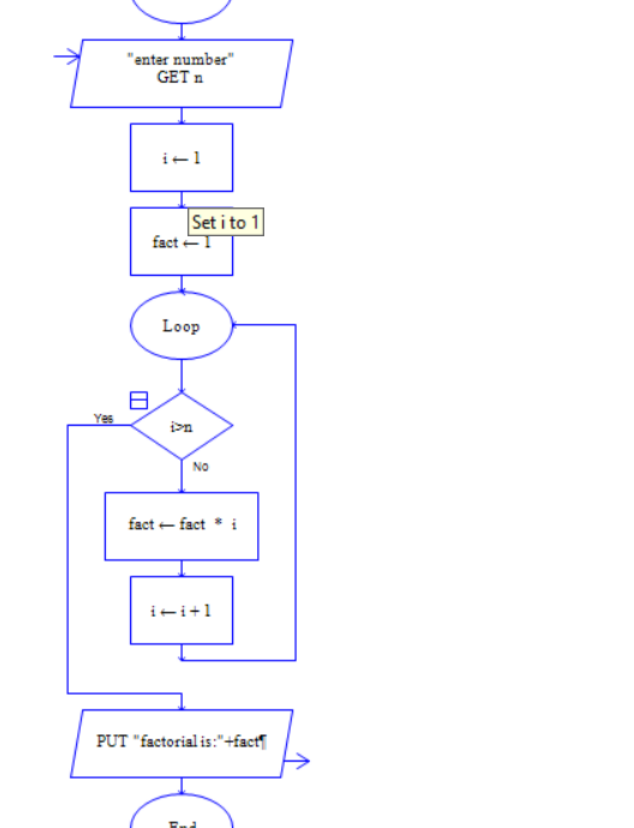 "enter number"
GET n
i ← 1
Set i to 1
fact ← 1
Loop
Yes
i>n
No
fact ← fact * i
i ← i + 1
PUT "factorial is:"+fact¶
End